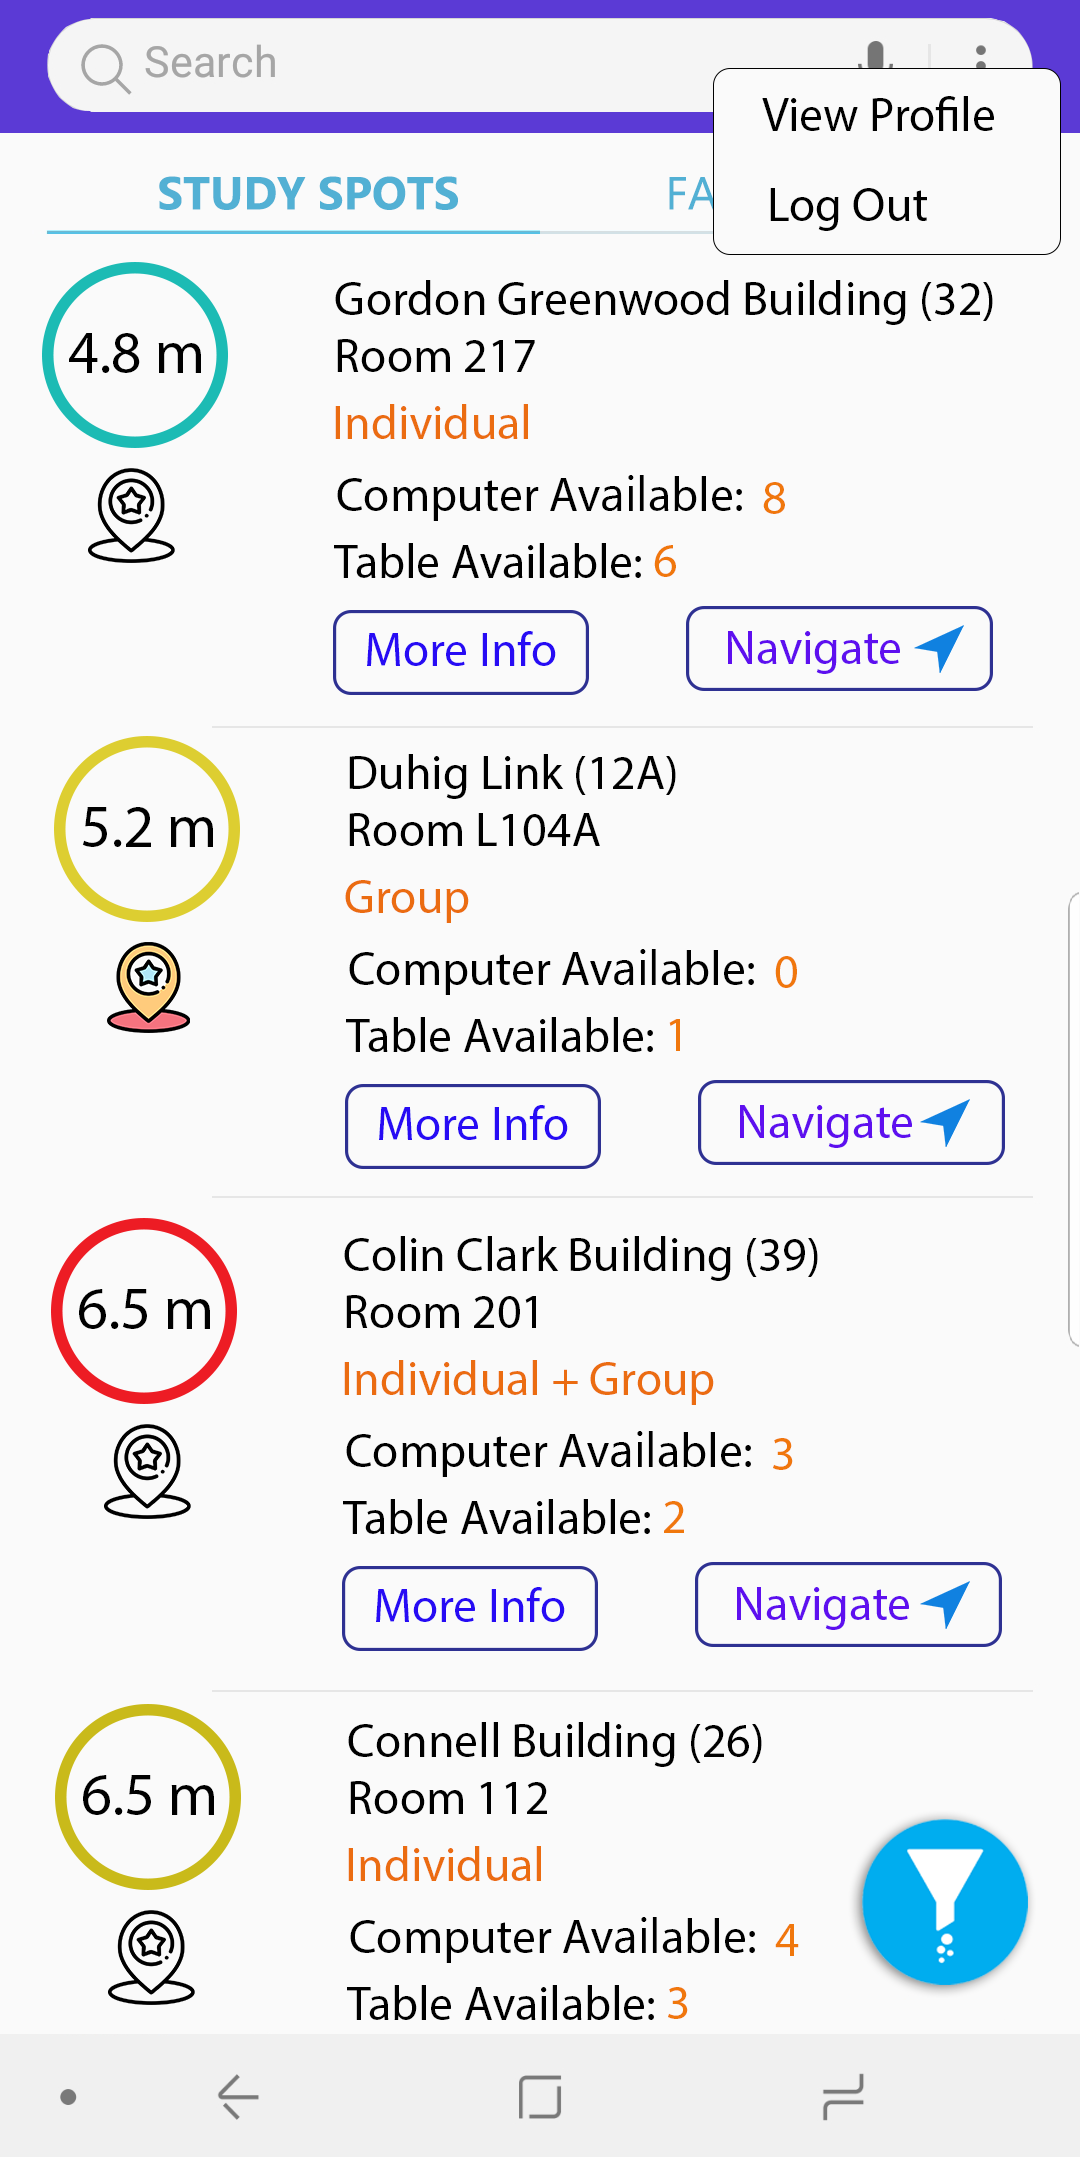 Search
View Profile
Log Out
STUDY SPOTS
FA
4.8 m
Gordon Greenwood Building (32)
Room 217
Individual
Computer Available: 8
Table Available: 6
More Info
Navigate
5.2 m
Duhig Link (12A)
Room L104A
Group
Computer Available: 0
Table Available: 1
More Info
Navigate
6.5 m
Colin Clark Building (39)
Room 201
Individual + Group
Computer Available: 3
Table Available: 2
More Info
Navigate
6.5 m
Connell Building (26)
Room 112
Individual
Computer Available: 4
Table Available: 3